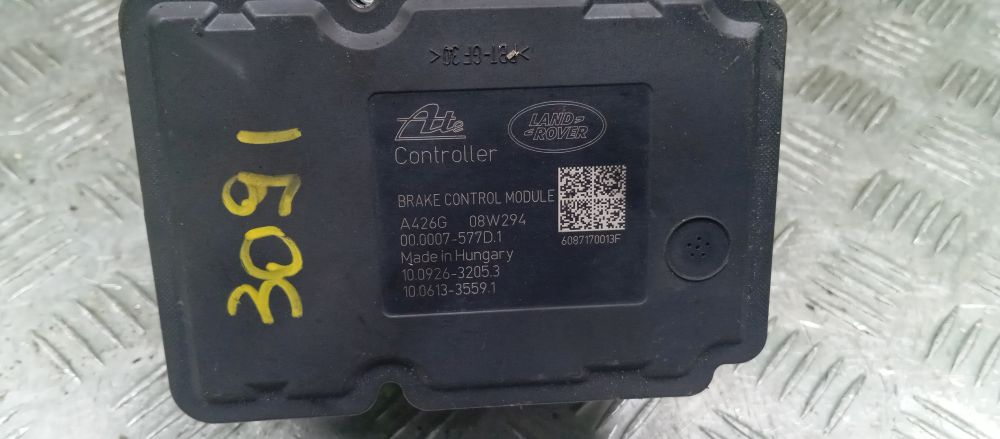 >PBT-GF30<
Ate
LAND
ROVER
Controller
BRAKE CONTROL MODULE
A426G 08W294
00.0007-577D.1
6087170013F
Made in Hungary
10.0926-3205.3
10.0613-3559.1
3091